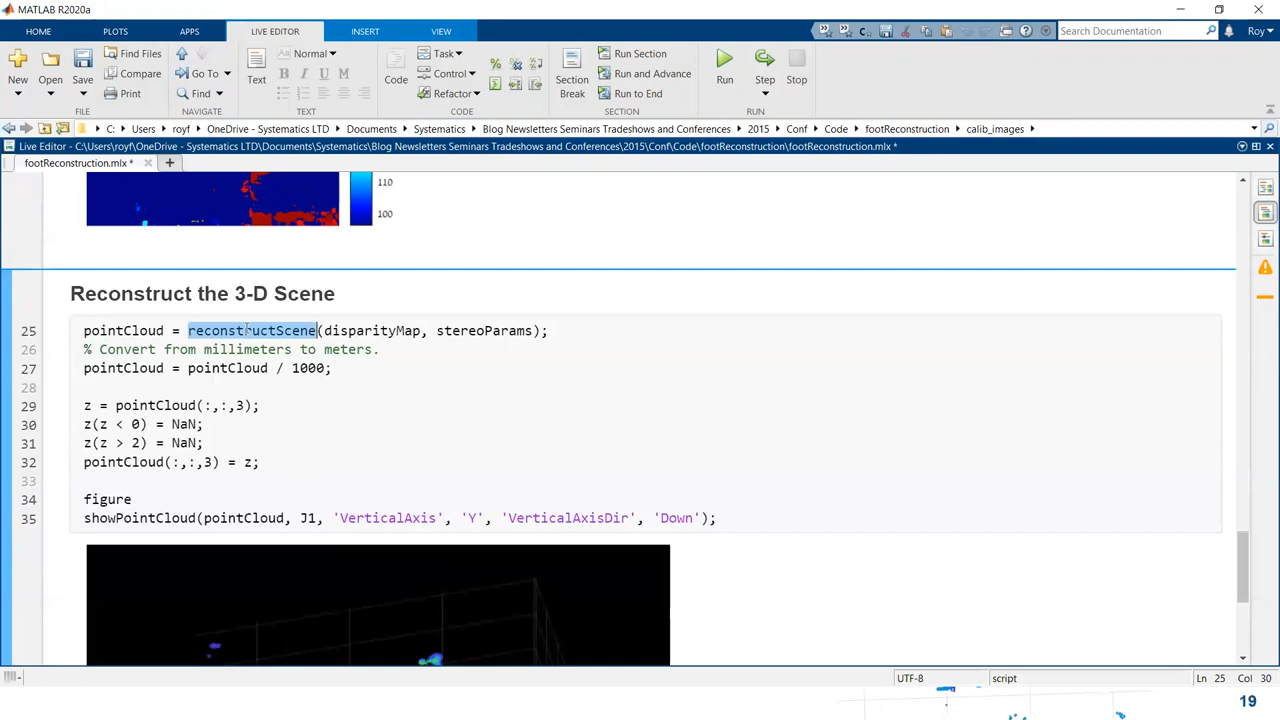 MATLAB R2020a
HOME PLOTS APPS LIVE EDITOR INSERT VIEW Search Documentation Roy
New Open Save Find Files Compare Print Go To Find Text Normal B I U M Code Task Control Refactor Section Break Run Section Run and Advance Run to End Run Step Stop
FILE NAVIGATE TEXT CODE SECTION RUN
C: Users royf OneDrive - Systematics LTD Documents Systematics Blog Newsletters Seminars Tradeshows and Conferences 2015 Conf Code footReconstruction calib_images
Live Editor - C:\Users\royf\OneDrive - Systematics LTD\Documents\Systematics\Blog Newsletters Seminars Tradeshows and Conferences\2015\Conf\Code\footReconstruction\footReconstruction.mlx *
footReconstruction.mlx *
110
100
Reconstruct the 3-D Scene
25 pointCloud = reconstructScene(disparityMap, stereoParams);
26 % Convert from millimeters to meters.
27 pointCloud = pointCloud / 1000;
28
29 z = pointCloud(:,:,3);
30 z(z < 0) = NaN;
31 z(z > 2) = NaN;
32 pointCloud(:,:,3) = z;
33
34 figure
35 showPointCloud(pointCloud, J1, 'VerticalAxis', 'Y', 'VerticalAxisDir', 'Down');
UTF-8 script Ln 25 Col 30
19